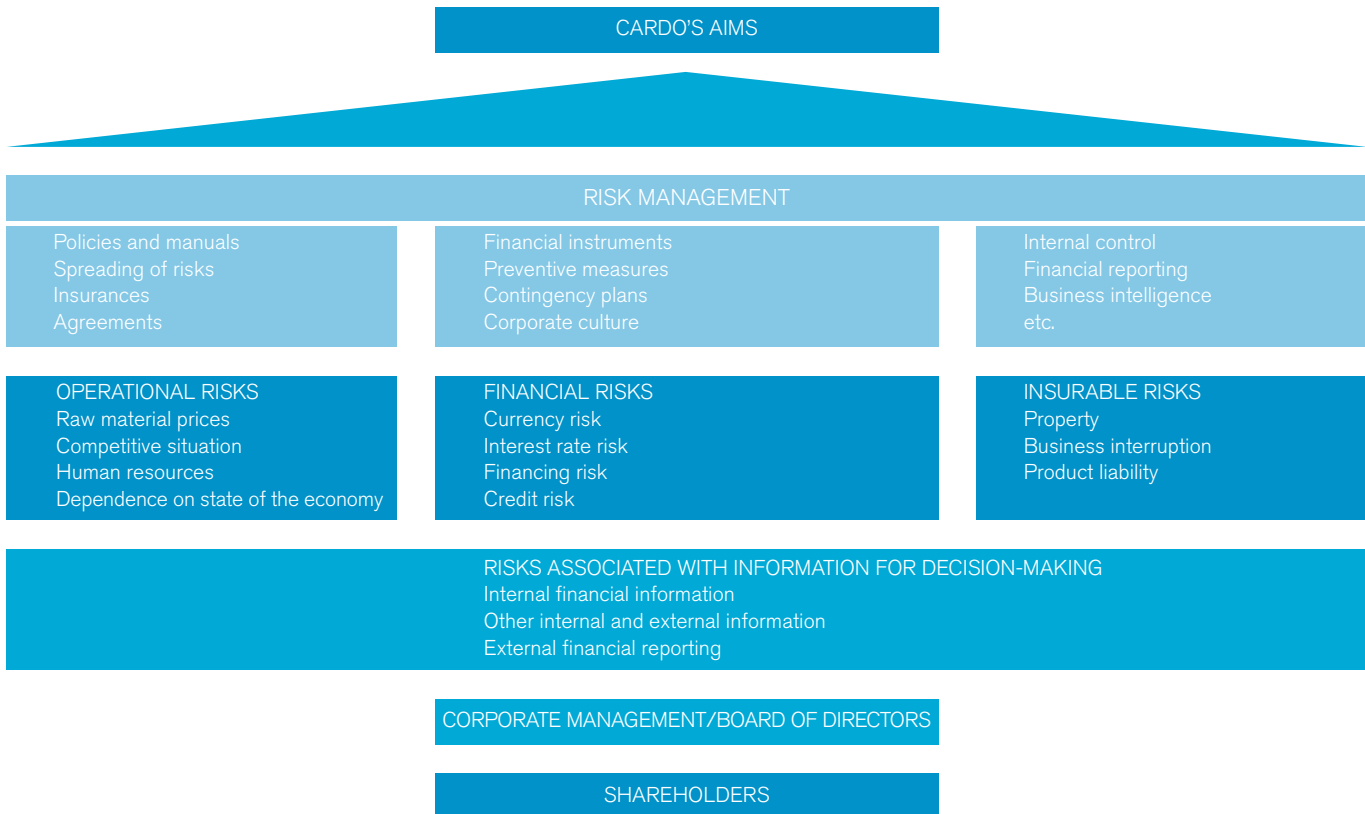 CARDO'S AIMS
RISK MANAGEMENT
Policies and manuals
Spreading of risks
Insurances
Agreements
Financial instruments
Preventive measures
Contingency plans
Corporate culture
Internal control
Financial reporting
Business intelligence
etc.
OPERATIONAL RISKS
Raw material prices
Competitive situation
Human resources
Dependence on state of the economy
FINANCIAL RISKS
Currency risk
Interest rate risk
Financing risk
Credit risk
INSURABLE RISKS
Property
Business interruption
Product liability
RISKS ASSOCIATED WITH INFORMATION FOR DECISION-MAKING
Internal financial information
Other internal and external information
External financial reporting
CORPORATE MANAGEMENT/BOARD OF DIRECTORS
SHAREHOLDERS